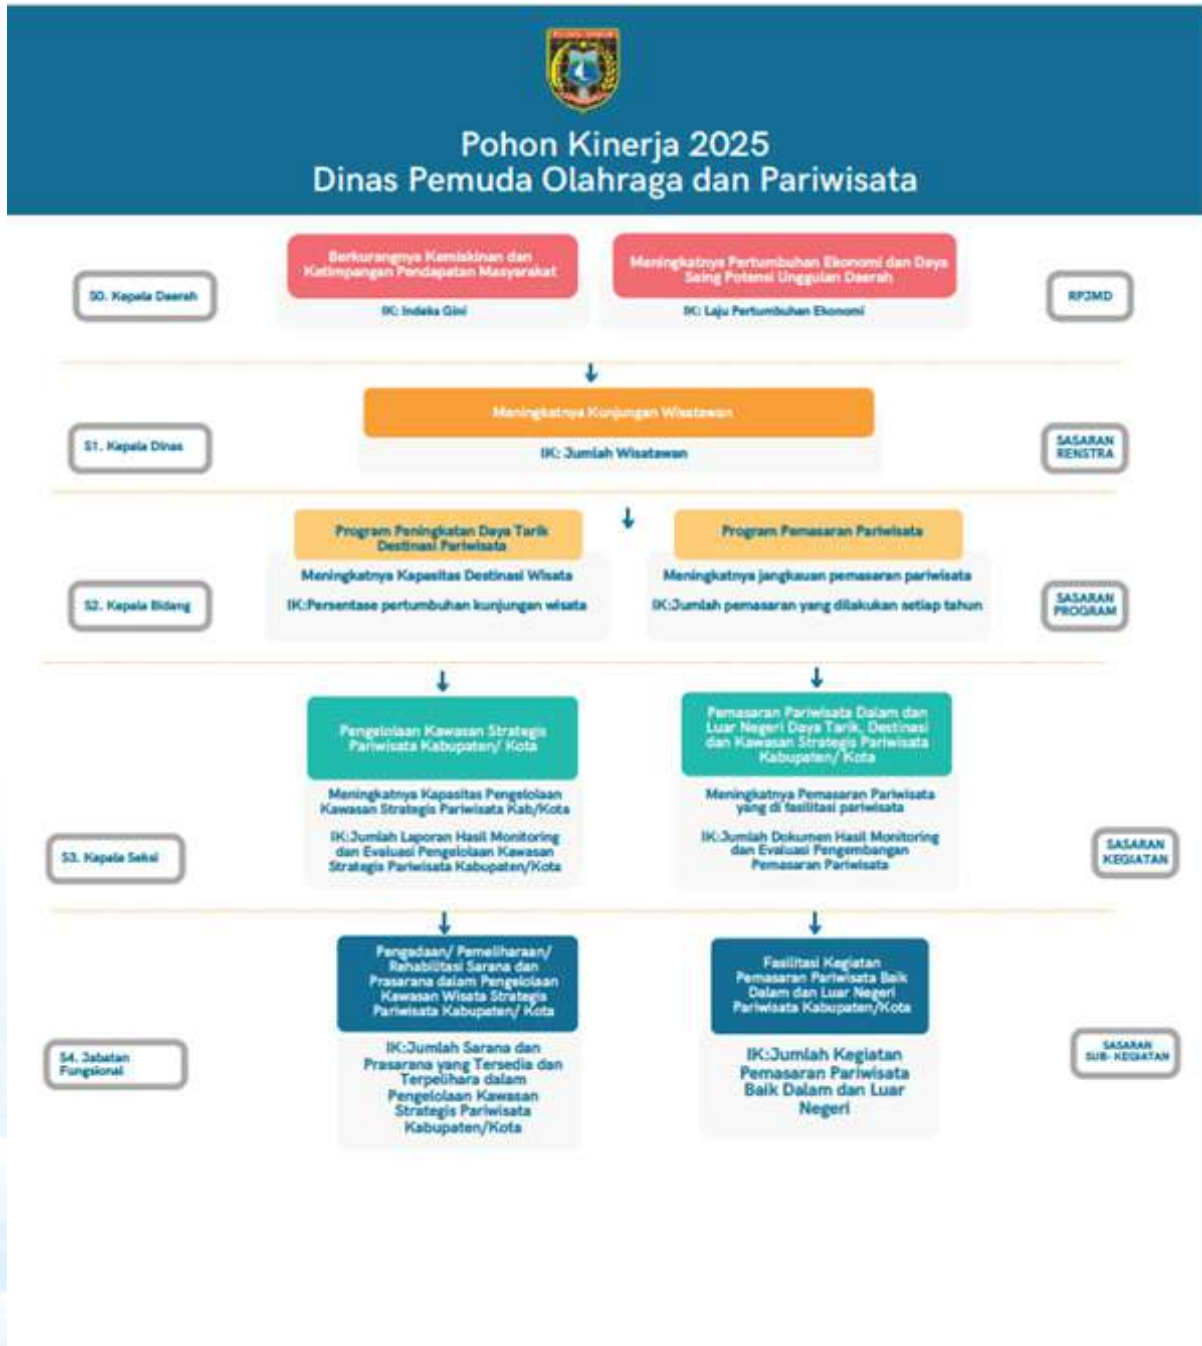 Pohon Kinerja 2025
Dinas Pemuda Olahraga dan Pariwisata
S0. Kepala Daerah
Berkurangnya Kemiskinan dan
Ketimpangan Pendapatan Masyarakat
IK: Indeks Gini
Meningkatnya Pertumbuhan Ekonomi dan Daya
Saing Potensi Unggulan Daerah
IK: Laju Pertumbuhan Ekonomi
RPJMD
S1. Kepala Dinas
Meningkatnya Kunjungan Wisatawan
IK: Jumlah Wisatawan
SASARAN
RENSTRA
S2. Kepala Bidang
Program Peningkatan Daya Tarik
Destinasi Pariwisata
Meningkatnya Kapasitas Destinasi Wisata
IK:Persentase pertumbuhan kunjungan wisata
Program Pemasaran Pariwisata
Meningkatnya jangkauan pemasaran pariwisata
IK:Jumlah pemasaran yang dilakukan setiap tahun
SASARAN
PROGRAM
S3. Kepala Seksi
Pengelolaan Kawasan Strategis
Pariwisata Kabupaten/ Kota
Meningkatnya Kapasitas Pengelolaan
Kawasan Strategis Pariwisata Kab/Kota
IK:Jumlah Laporan Hasil Monitoring
dan Evaluasi Pengelolaan Kawasan
Strategis Pariwisata Kabupaten/Kota
Pemasaran Pariwisata Dalam dan
Luar Negeri Daya Tarik, Destinasi
dan Kawasan Strategis Pariwisata
Kabupaten/ Kota
Meningkatnya Pemasaran Pariwisata
yang di fasilitasi pariwisata
IK:Jumlah Dokumen Hasil Monitoring
dan Evaluasi Pengembangan
Pemasaran Pariwisata
SASARAN
KEGIATAN
S4. Jabatan
Fungsional
Pengadaan/ Pemeliharaan/
Rehabilitasi Sarana dan
Prasarana dalam Pengelolaan
Kawasan Wisata Strategis
Pariwisata Kabupaten/ Kota
IK:Jumlah Sarana dan
Prasarana yang Tersedia dan
Terpelihara dalam
Pengelolaan Kawasan
Strategis Pariwisata
Kabupaten/Kota
Fasilitasi Kegiatan
Pemasaran Pariwisata Baik
Dalam dan Luar Negeri
Pariwisata Kabupaten/Kota
IK:Jumlah Kegiatan
Pemasaran Pariwisata
Baik Dalam dan Luar
Negeri
SASARAN
SUB- KEGIATAN